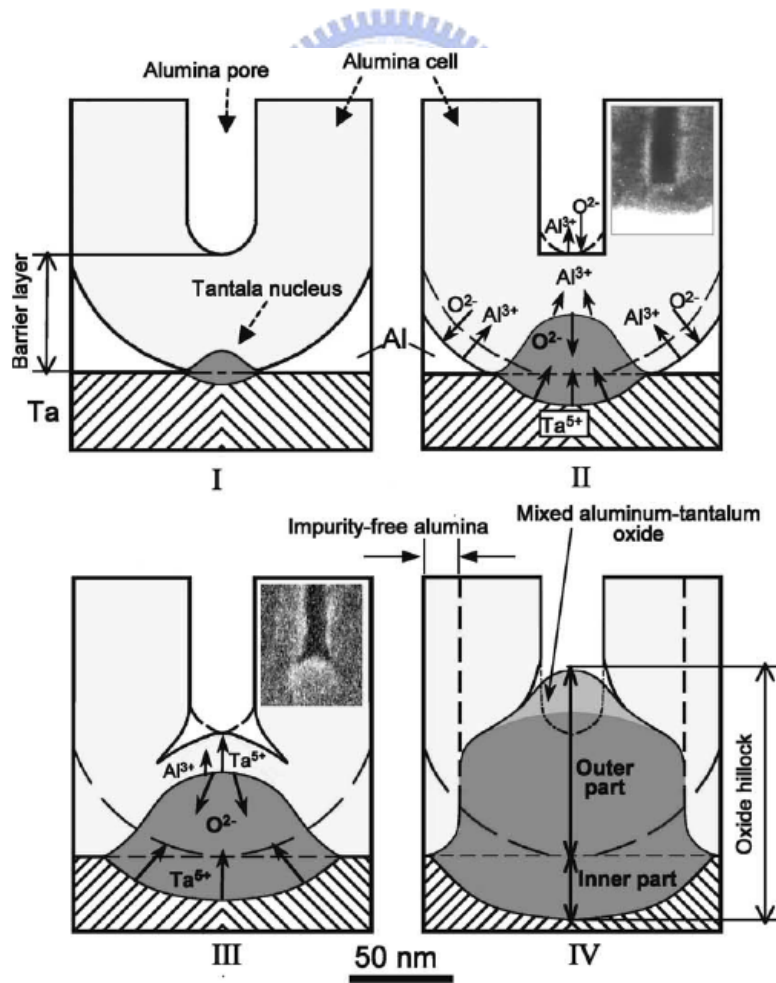 Alumina pore
Alumina cell
Barrier layer
Tantala nucleus
Ta
Al
I
O²⁻
Al³⁺
Al³⁺
O²⁻
Al³⁺
O²⁻
Al³⁺
O²⁻
Ta⁵⁺
II
Impurity-free alumina
Mixed aluminum-tantalum
oxide
Al³⁺
Ta⁵⁺
O²⁻
Ta⁵⁺
III
Outer
part
Inner part
Oxide hillock
IV
50 nm